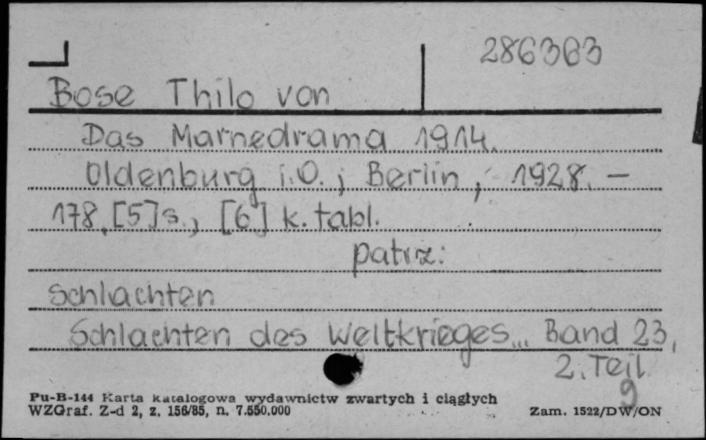 286363
Bose Thilo von
Das Marnedrama 1914.
Oldenburg i.O.; Berlin, 1928. —
178,[5]s., [6] k. tabl.
patrz:
Schlachten
Schlachten des Weltkrieges... Band 23,
2. Teil
9
Pu-B-144 Karta katalogowa wydawnictw zwartych i ciągłych
WZGraf. Z-d 2, z. 156/85, n. 7.550.000 Zam. 1522/DW/ON